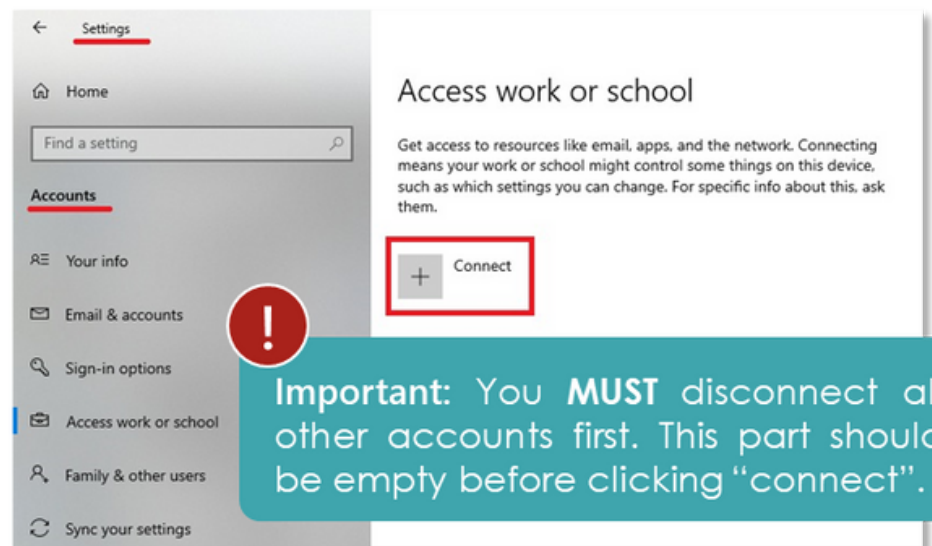 Settings
Home
Find a setting
Accounts
Your info
Email & accounts
Sign-in options
Access work or school
Family & other users
Sync your settings
Access work or school
Get access to resources like email, apps, and the network. Connecting
means your work or school might control some things on this device,
such as which settings you can change. For specific info about this, ask
them.
+ Connect
!
Important: You MUST disconnect al
other accounts first. This part should
be empty before clicking “connect”.